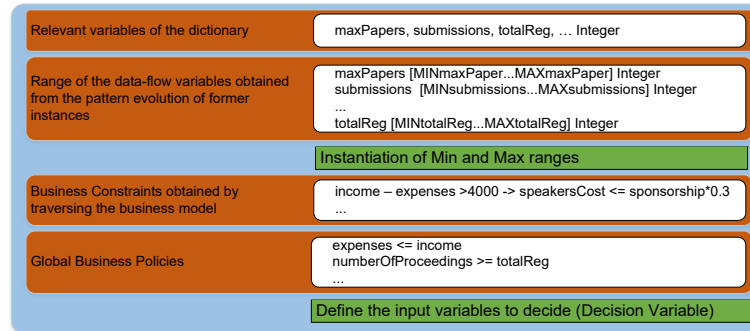 Relevant variables of the dictionary
maxPapers, submissions, totalReg, … Integer
Range of the data-flow variables obtained
from the pattern evolution of former
instances
maxPapers [MINmaxPaper...MAXmaxPaper] Integer
submissions [MINsubmissions...MAXsubmissions] Integer
...
totalReg [MINtotalReg...MAXtotalReg] Integer
Instantiation of Min and Max ranges
Business Constraints obtained by
traversing the business model
income – expenses >4000 -> speakersCost <= sponsorship*0.3
...
Global Business Policies
expenses <= income
numberOfProceedings >= totalReg
...
Define the input variables to decide (Decision Variable)